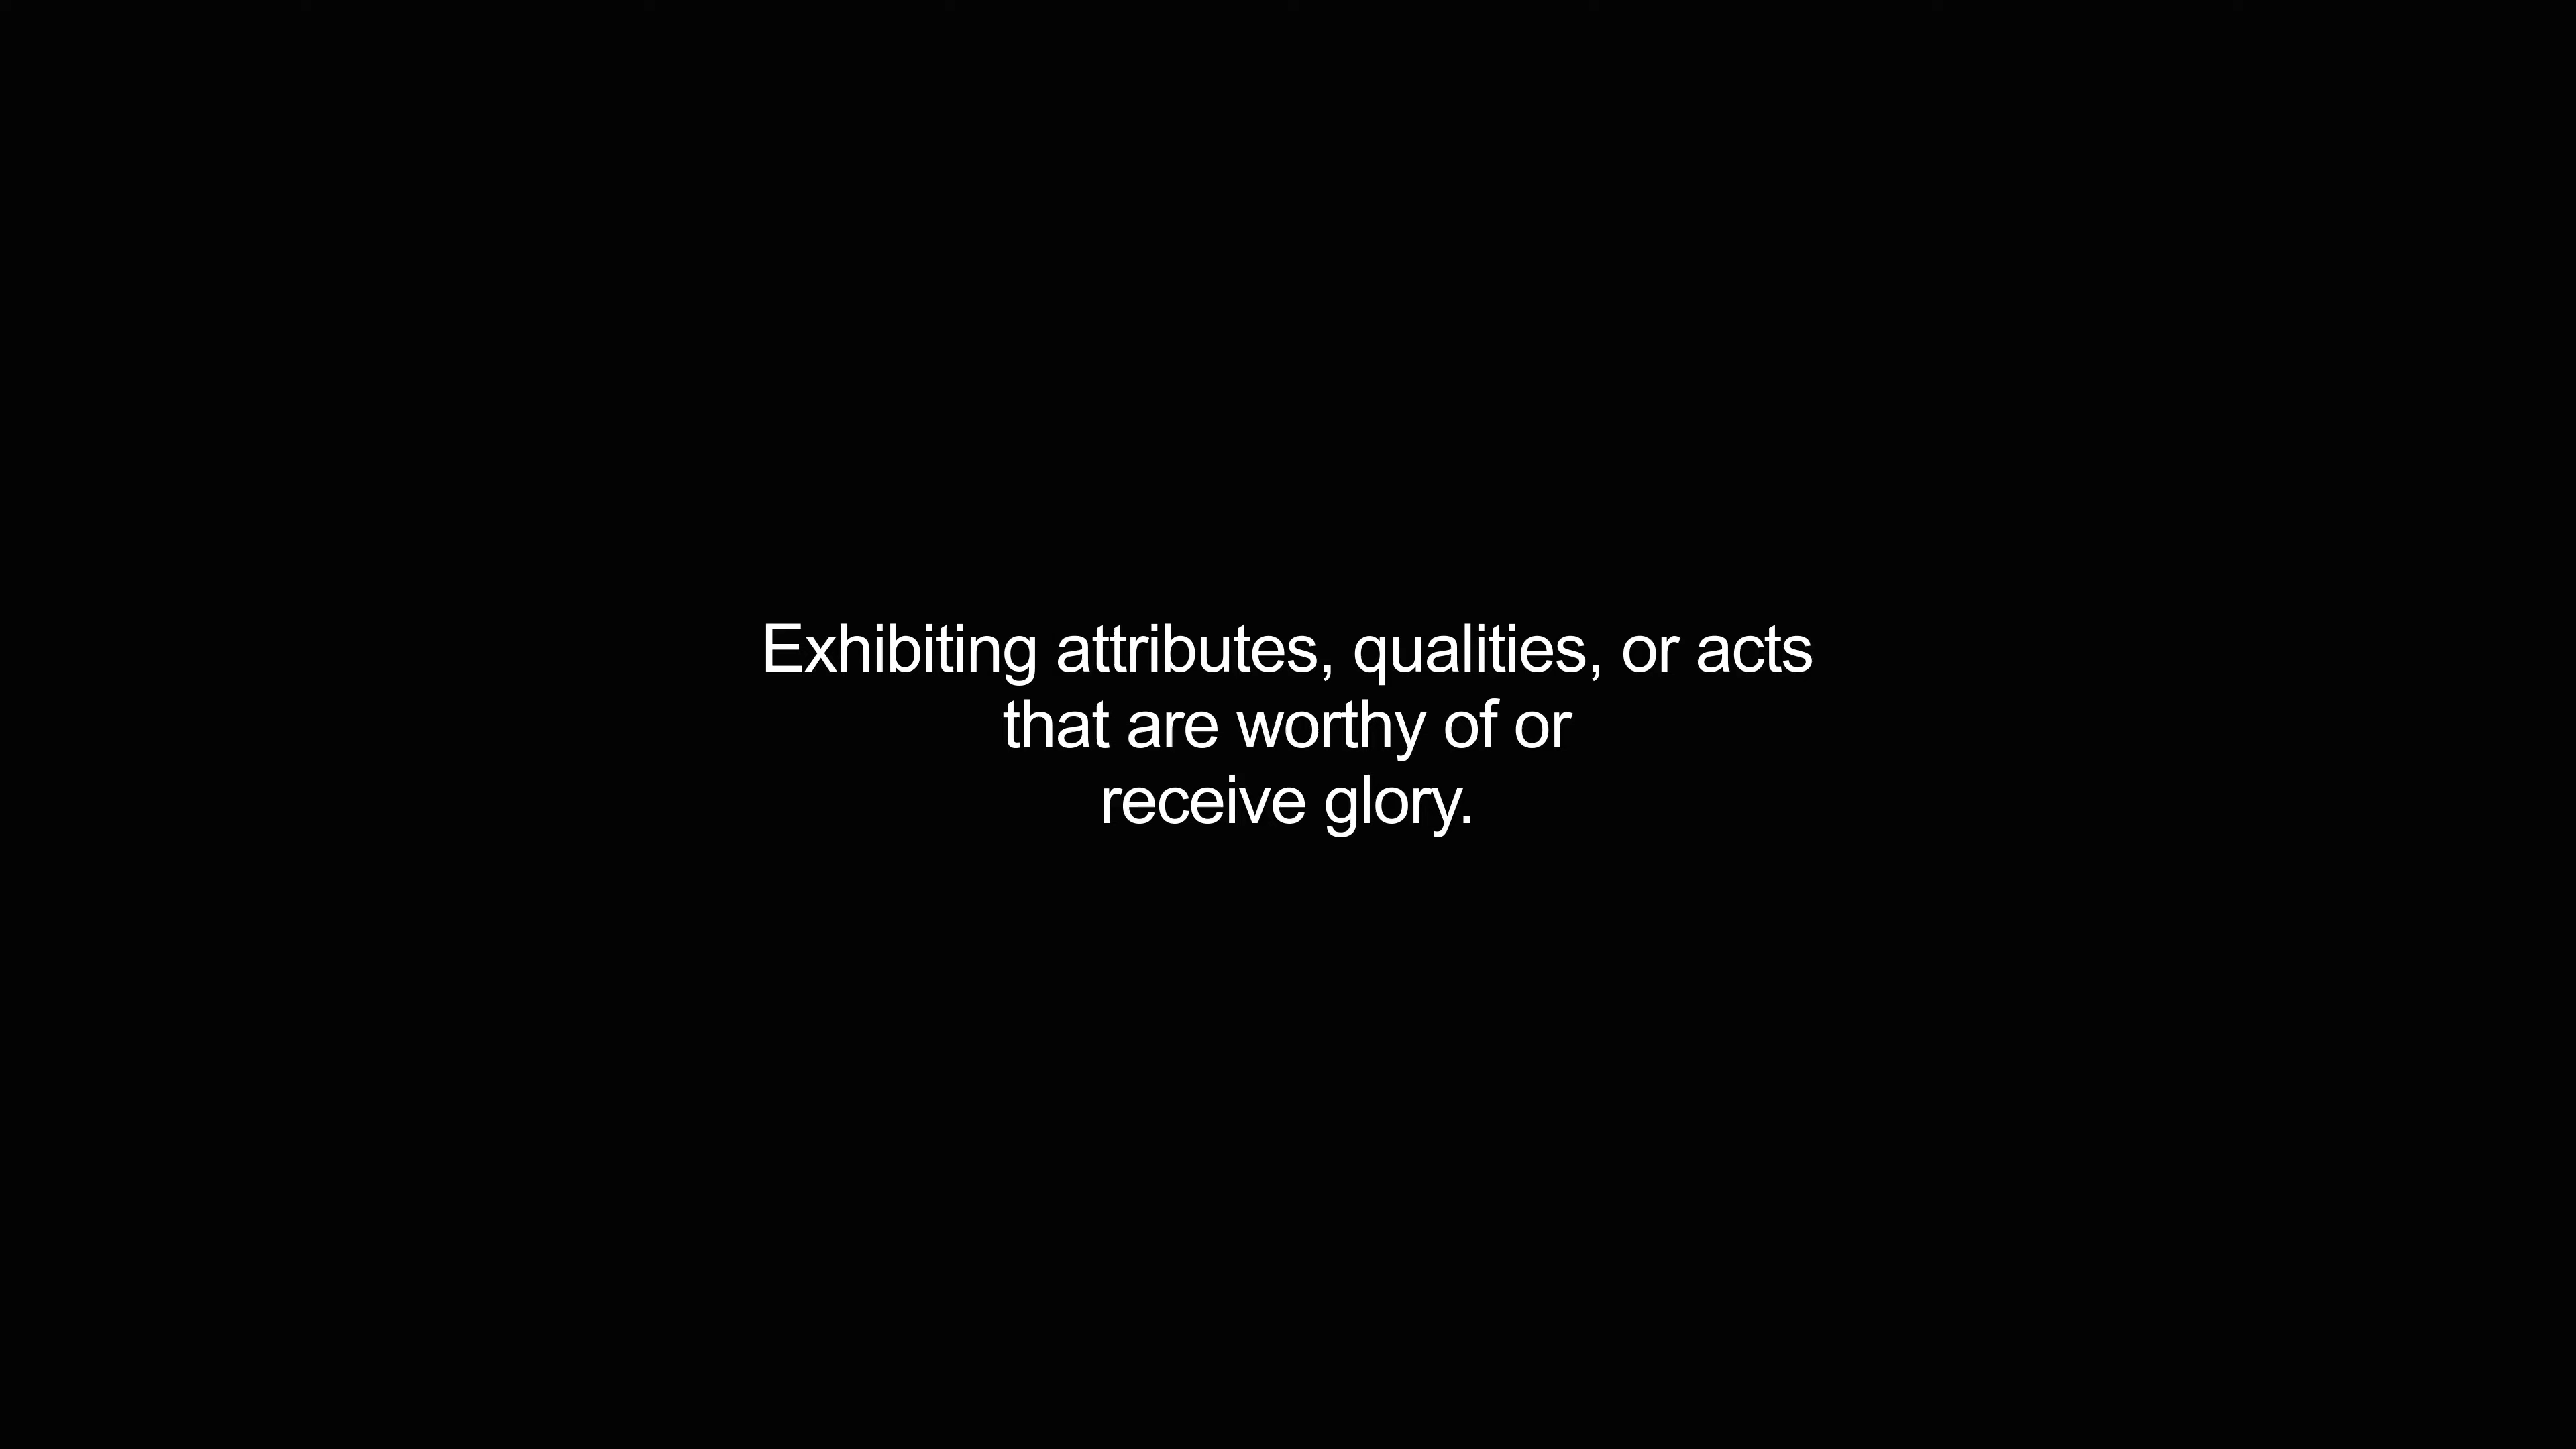 Exhibiting attributes, qualities, or acts
that are worthy of or
receive glory.